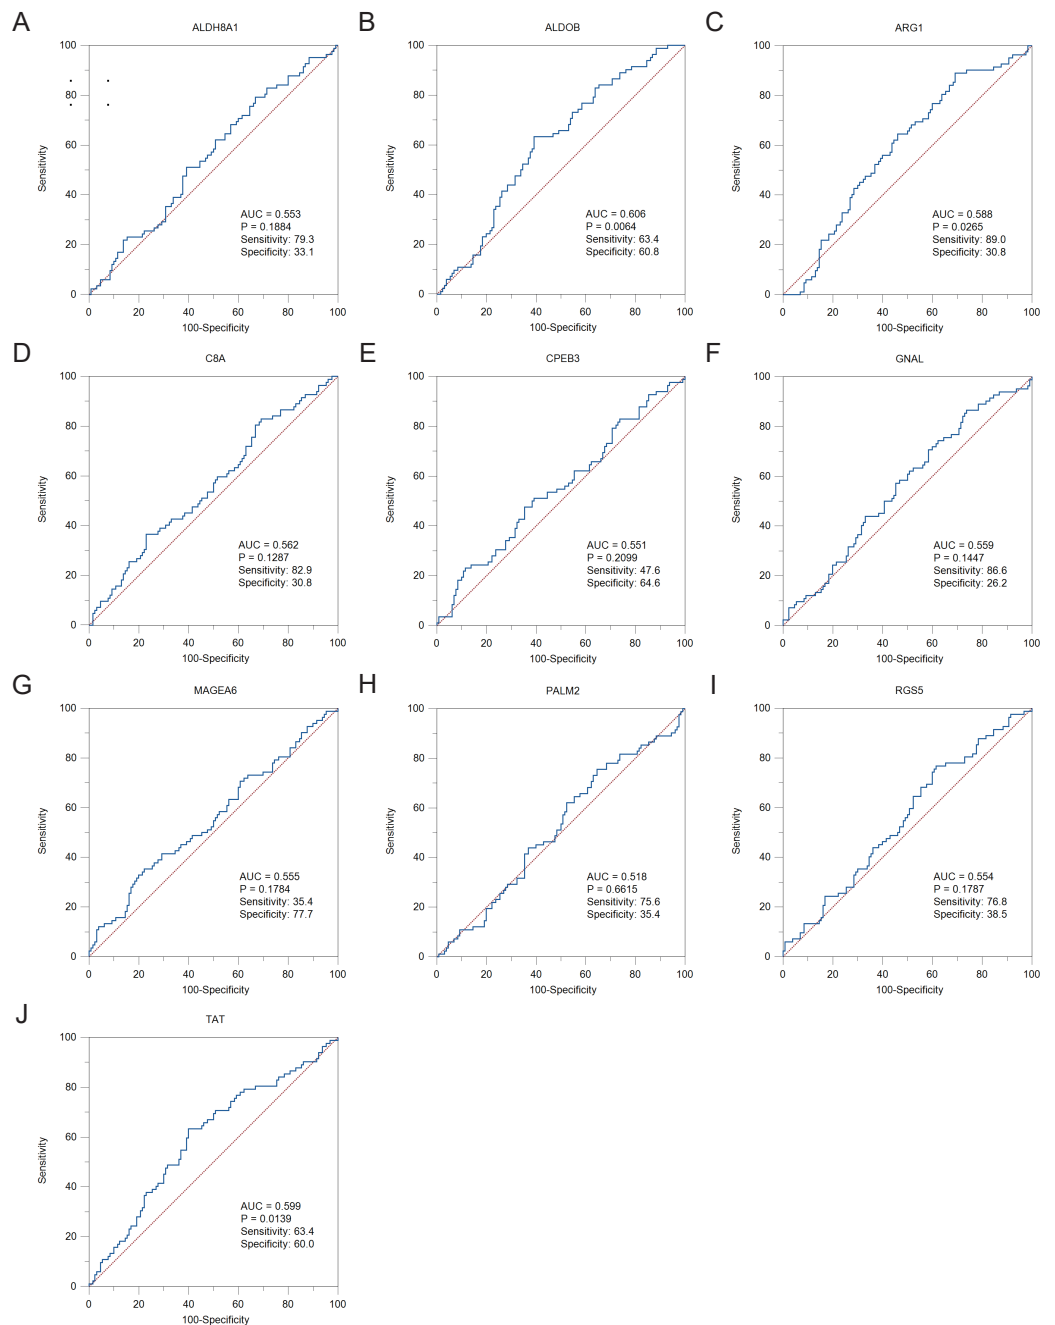 A
ALDH8A1
100
80
60
40
20
0
Sensitivity
AUC = 0.553
P = 0.1884
Sensitivity: 79.3
Specificity: 33.1
0 20 40 60 80 100
100-Specificity
B
ALDOB
100
80
60
40
20
0
Sensitivity
AUC = 0.606
P = 0.0064
Sensitivity: 63.4
Specificity: 60.8
0 20 40 60 80 100
100-Specificity
C
ARG1
100
80
60
40
20
0
Sensitivity
AUC = 0.588
P = 0.0265
Sensitivity: 89.0
Specificity: 30.8
0 20 40 60 80 100
100-Specificity
D
C8A
100
80
60
40
20
0
Sensitivity
AUC = 0.562
P = 0.1287
Sensitivity: 82.9
Specificity: 30.8
0 20 40 60 80 100
100-Specificity
E
CPEB3
100
80
60
40
20
0
Sensitivity
AUC = 0.551
P = 0.2099
Sensitivity: 47.6
Specificity: 64.6
0 20 40 60 80 100
100-Specificity
F
GNAL
100
80
60
40
20
0
Sensitivity
AUC = 0.559
P = 0.1447
Sensitivity: 86.6
Specificity: 26.2
0 20 40 60 80 100
100-Specificity
G
MAGEA6
100
80
60
40
20
0
Sensitivity
AUC = 0.555
P = 0.1784
Sensitivity: 35.4
Specificity: 77.7
0 20 40 60 80 100
100-Specificity
H
PALM2
100
80
60
40
20
0
Sensitivity
AUC = 0.518
P = 0.6615
Sensitivity: 75.6
Specificity: 35.4
0 20 40 60 80 100
100-Specificity
I
RGS5
100
80
60
40
20
0
Sensitivity
AUC = 0.554
P = 0.1787
Sensitivity: 76.8
Specificity: 38.5
0 20 40 60 80 100
100-Specificity
J
TAT
100
80
60
40
20
0
Sensitivity
AUC = 0.599
P = 0.0139
Sensitivity: 63.4
Specificity: 60.0
0 20 40 60 80 100
100-Specificity